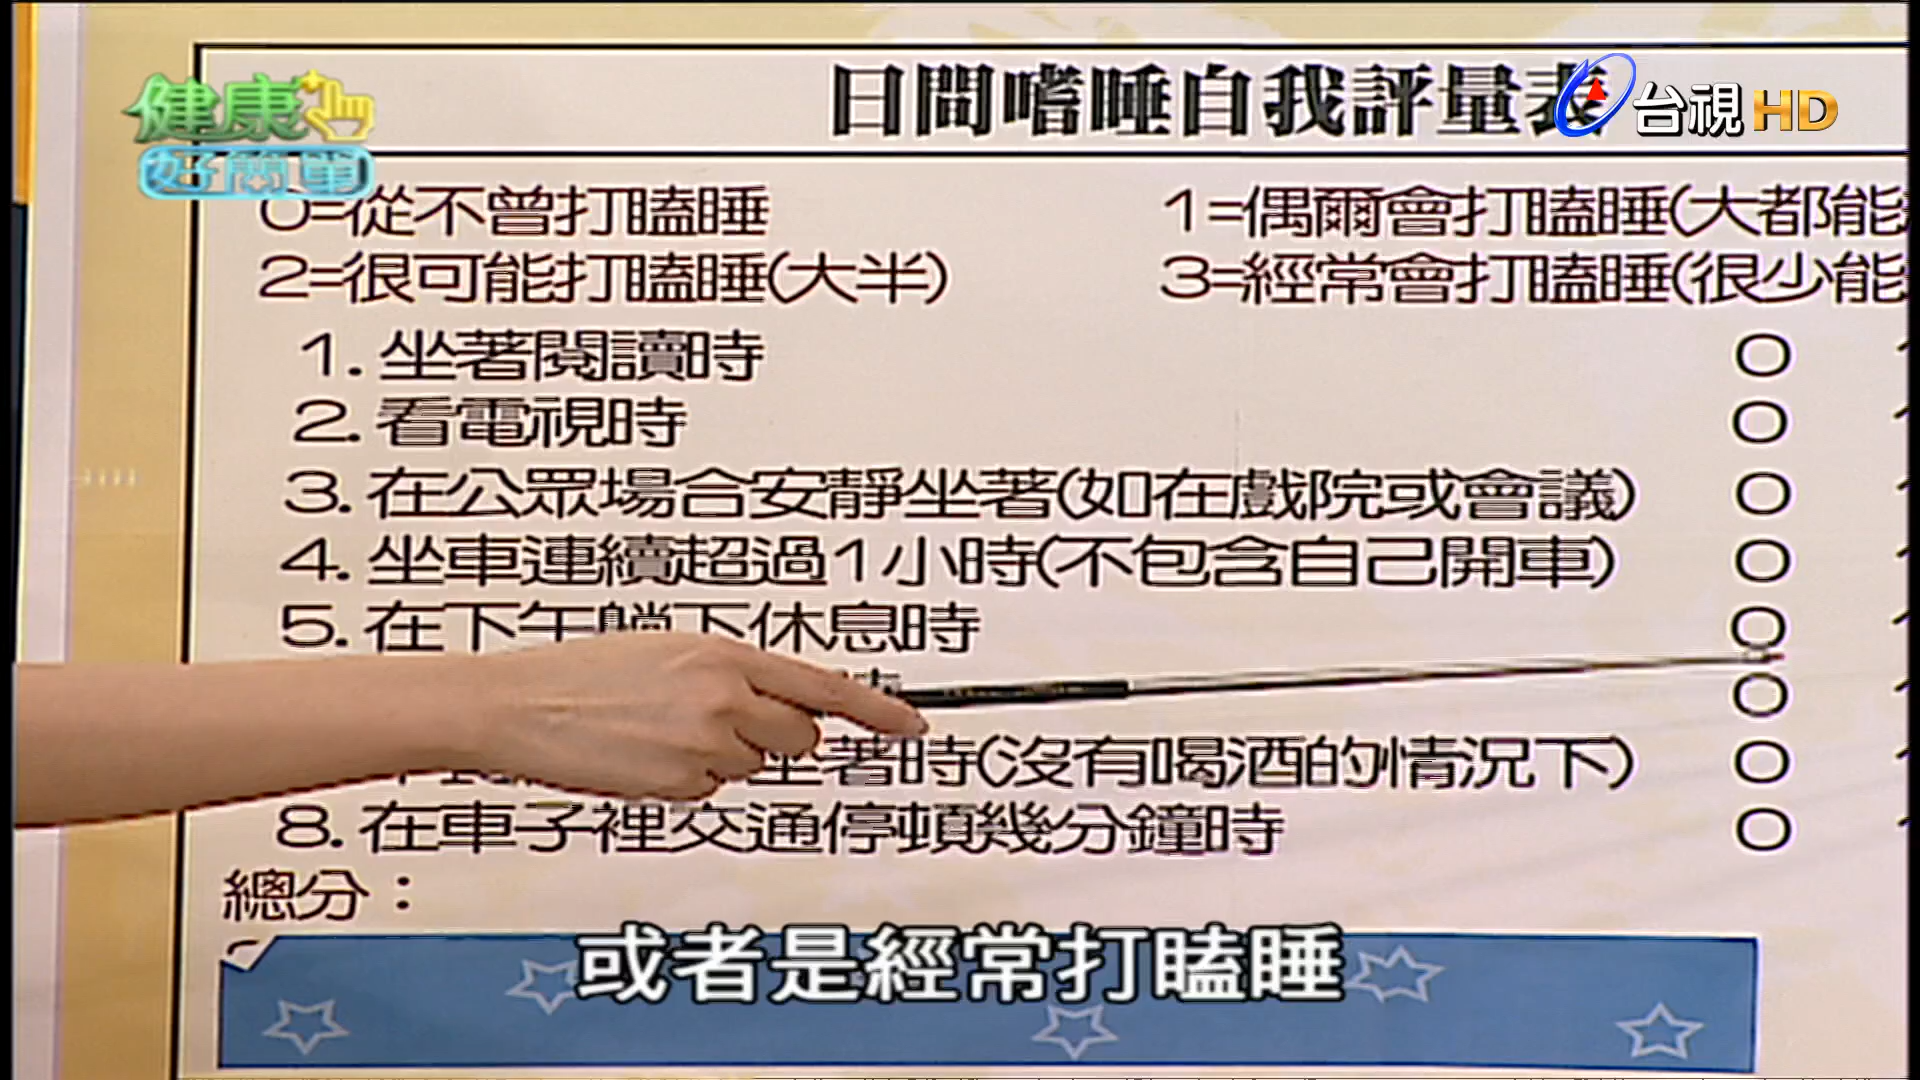 日間嗜睡自我評量表
台視HD
健康
好簡單
0=從不曾打瞌睡 1=偶爾會打瞌睡(大都能
2=很可能打瞌睡(大半) 3=經常會打瞌睡(很少能
1. 坐著閱讀時 0
2. 看電視時 0
3. 在公眾場合安靜坐著(如在戲院或會議) 0
4. 坐車連續超過1小時(不包含自己開車) 0
5. 在下午躺下休息時 0
0
坐著時(沒有喝酒的情況下) 0
8. 在車子裡交通停頓幾分鐘時 0
總分：
或者是經常打瞌睡